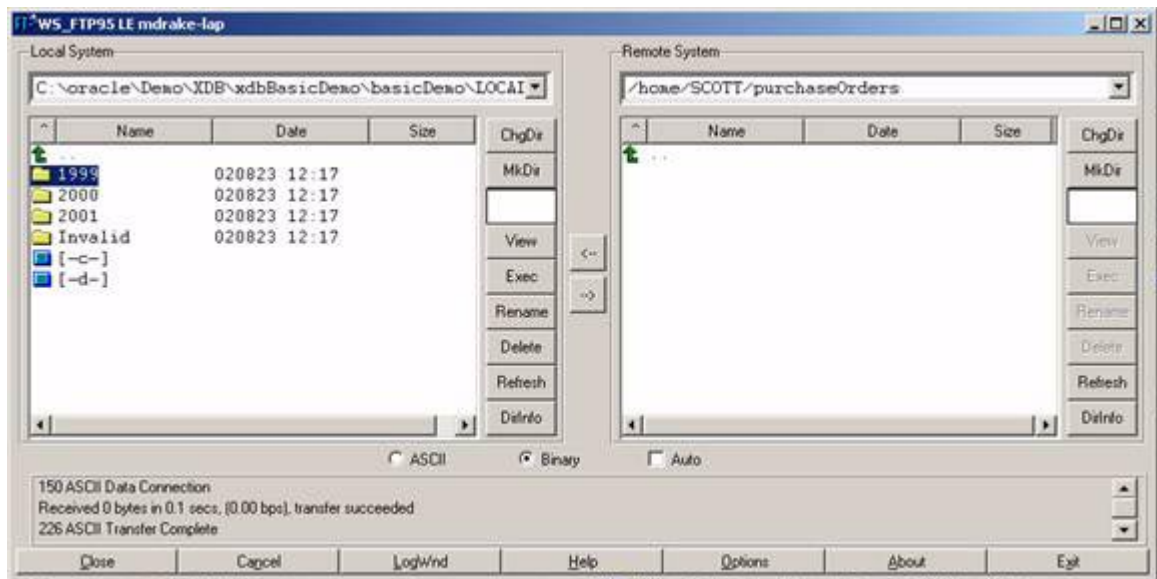 WS_FTP95 LE mdrake-lap
Local System
C:\oracle\Demo\XDB\xdbBasicDemo\basicDemo\LOCAL
^ Name Date Size
..
1999 020823 12:17
2000 020823 12:17
2001 020823 12:17
Invalid 020823 12:17
[-c-]
[-d-]
ChgDir
MkDir
View
Exec
Rename
Delete
Refresh
DirInfo
<--
-->
Remote System
/home/SCOTT/purchaseOrders
^ Name Date Size
..
ChgDir
MkDir
View
Exec
Rename
Delete
Refresh
DirInfo
ASCII Binary Auto
150 ASCII Data Connection
Received 0 bytes in 0.1 secs, (0.00 bps), transfer succeeded
226 ASCII Transfer Complete
Close Cancel LogWnd Help Options About Exit